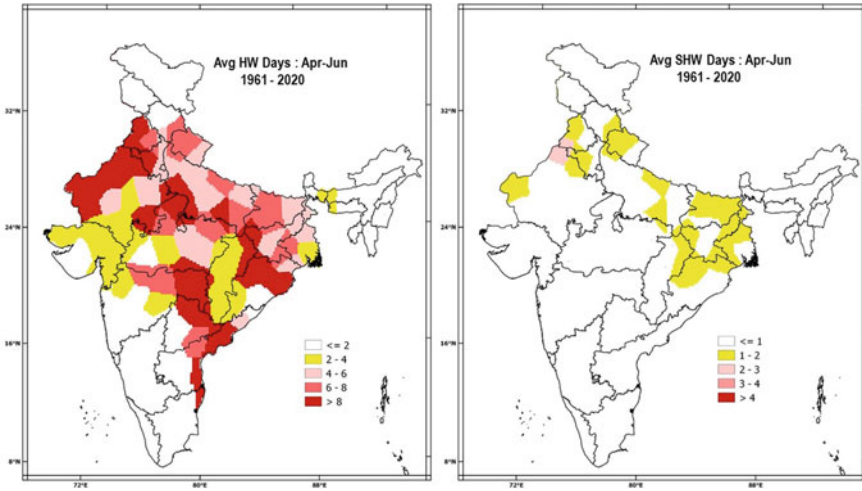 Avg HW Days : Apr-Jun
1961 - 2020
32°N
24°N
16°N
8°N
72°E
80°E
88°E
<= 2
2 - 4
4 - 6
6 - 8
> 8
Avg SHW Days : Apr-Jun
1961 - 2020
32°N
24°N
16°N
8°N
72°E
80°E
88°E
<= 1
1 - 2
2 - 3
3 - 4
> 4